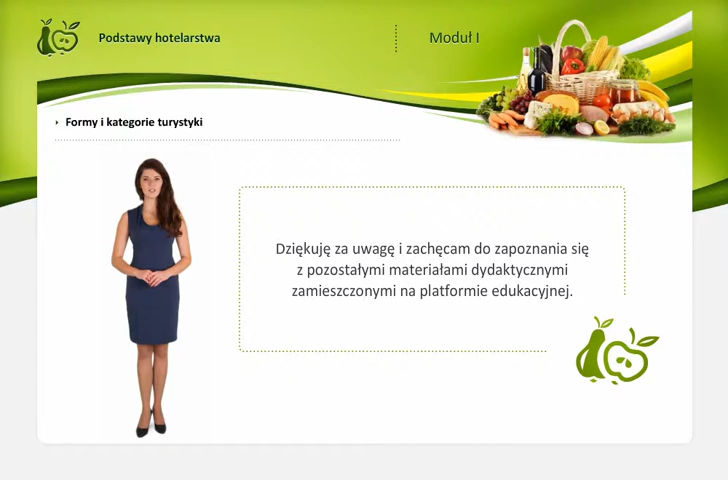 Podstawy hotelarstwa
Moduł I
Formy i kategorie turystyki
Dziękuję za uwagę i zachęcam do zapoznania się
z pozostałymi materiałami dydaktycznymi
zamieszczonymi na platformie edukacyjnej.